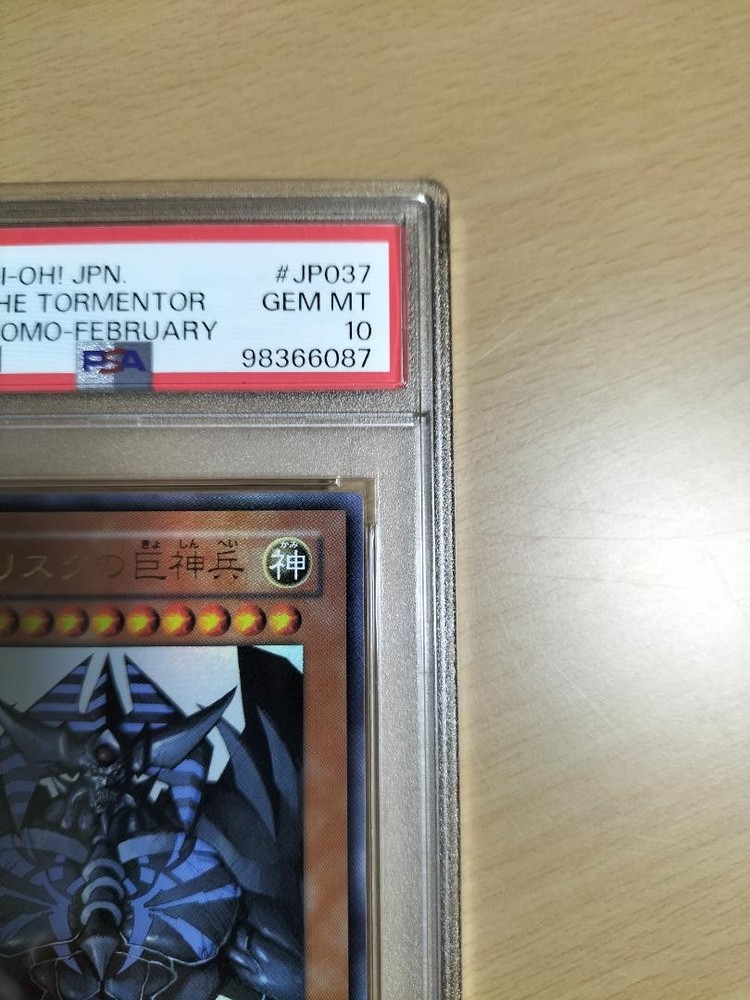 I-OH! JPN. #JP037
HE TORMENTOR GEM MT
OMO-FEBRUARY 10
PSA 98366087
きょ しん へい かみ
リスクの巨神兵 神